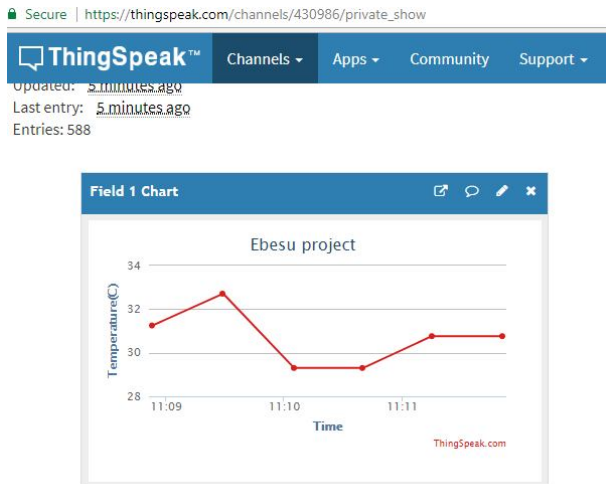 Secure | https://thingspeak.com/channels/430986/private_show
ThingSpeak™ Channels Apps Community Support
Updated: 5 minutes ago
Last entry: 5 minutes ago
Entries: 588
Field 1 Chart
Ebesu project
34
32
30
28
Temperature(C)
11:09 11:10 11:11
Time
ThingSpeak.com